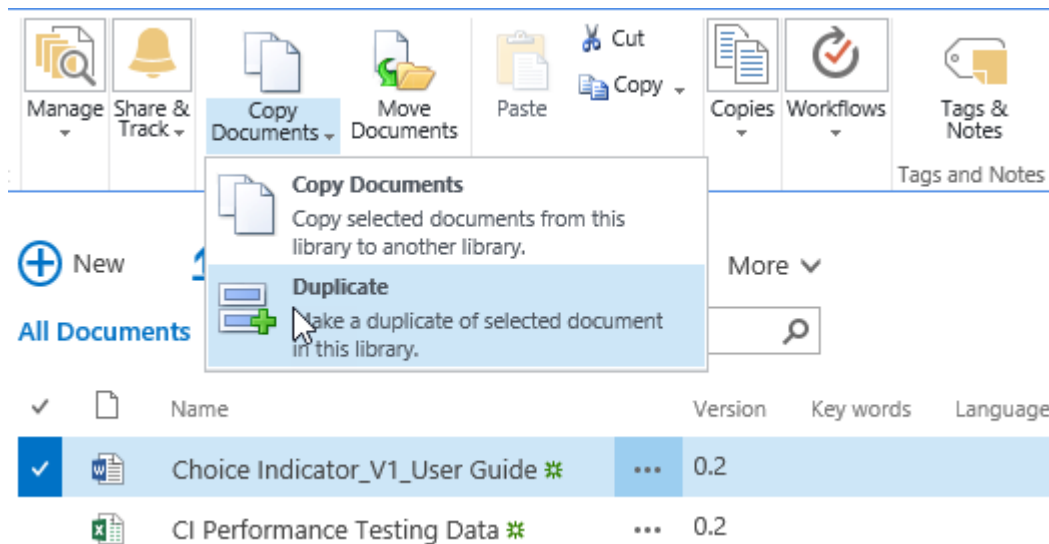 Cut
Copy
Manage
Share &
Track
Copy
Documents
Move
Documents
Paste
Copies
Workflows
Tags &
Notes
Tags and Notes
Copy Documents
Copy selected documents from this
library to another library.
New
More
Duplicate
Make a duplicate of selected document
in this library.
All Documents
Name Version Key words Language
Choice Indicator_V1_User Guide ... 0.2
CI Performance Testing Data ... 0.2